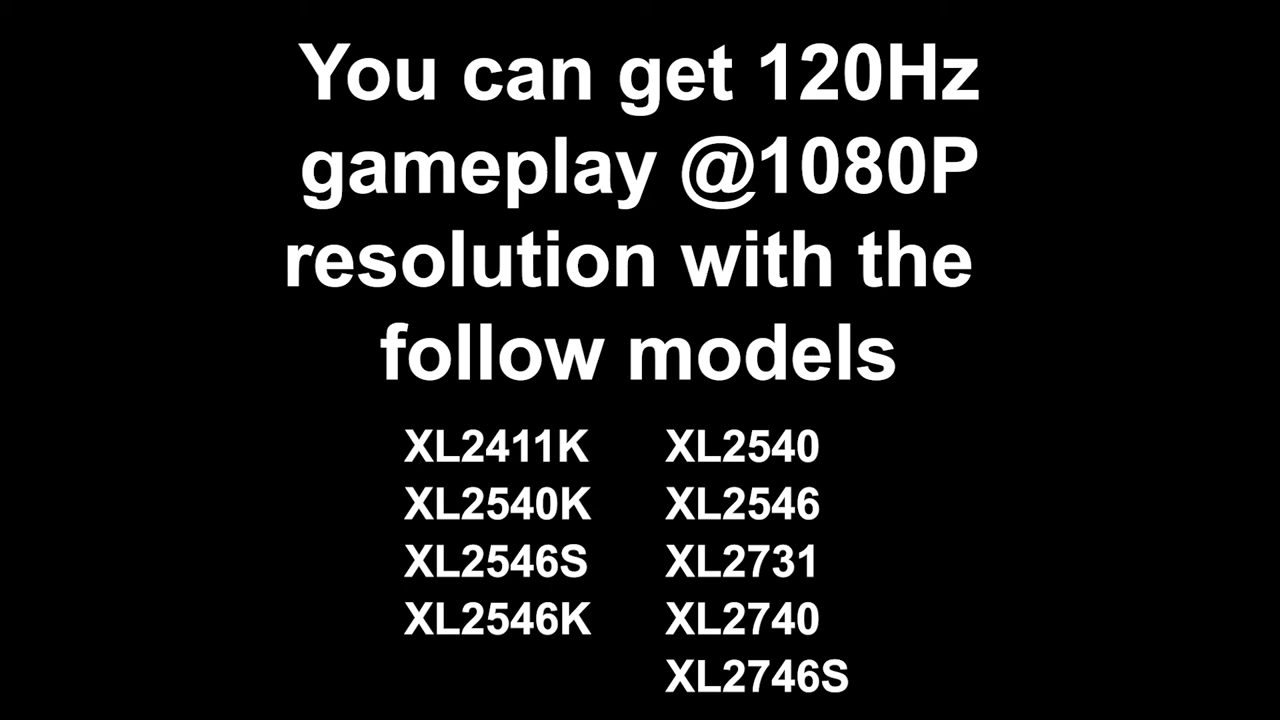 You can get 120Hz
gameplay @1080P
resolution with the
follow models
XL2411K
XL2540K
XL2546S
XL2546K
XL2540
XL2546
XL2731
XL2740
XL2746S